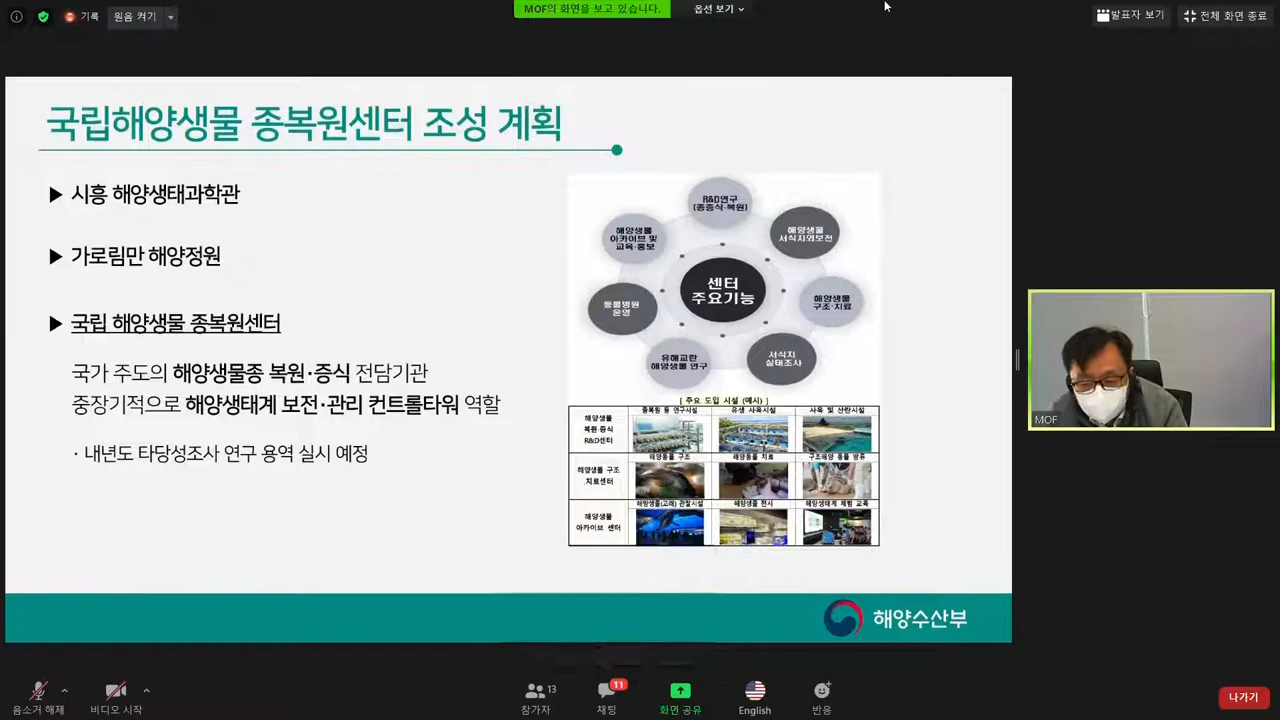 기록
원음 켜기
MOF의 화면을 보고 있습니다.
옵션 보기
발표자 보기
전체 화면 종료
국립해양생물 종복원센터 조성 계획
▶ 시흥 해양생태과학관
▶ 가로림만 해양정원
▶ 국립 해양생물 종복원센터
국가 주도의 해양생물종 복원·증식 전담기관
중장기적으로 해양생태계 보전·관리 컨트롤타워 역할
· 내년도 타당성조사 연구 용역 실시 예정
R&D연구
(종증식·복원)
해양생물
서식지외보전
해양생물
구조·치료
서식지
실태조사
유해교란
해양생물 연구
동물병원
운영
해양생물
아카이브 및
교육·홍보
센터
주요기능
[ 주요 도입 시설 (예시) ]
해양생물
복원·증식
R&D센터
종복원 등 연구시설
유생 사육시설
사육 및 산란시설
해양생물 구조
치료센터
해양동물 구조
해양동물 치료
구조해양 동물 방류
해양생물
아카이브 센터
해양생물(고래) 관찰시설
해양생물 전시
해양생태계 체험 교육
해양수산부
MOF
음소거 해제
비디오 시작
13
참가자
11
채팅
화면 공유
English
반응
나가기